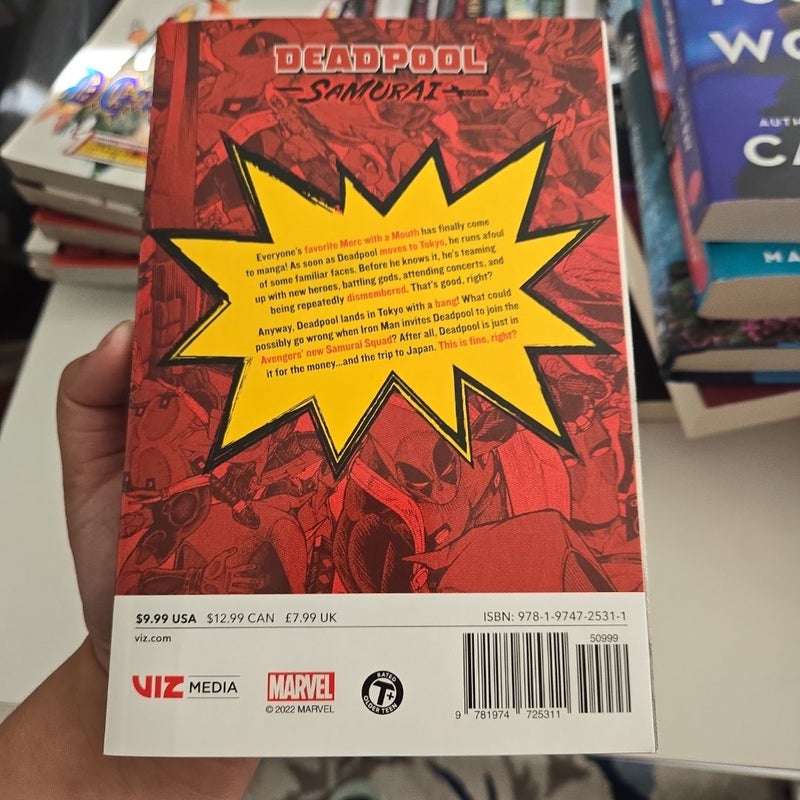 DEADPOOL
SAMURAI
Everyone's favorite Merc with a Mouth has finally come
to manga! As soon as Deadpool moves to Tokyo, he runs afoul
of some familiar faces. Before he knows it, he's teaming
up with new heroes, battling gods, attending concerts, and
being repeatedly dismembered. That's good, right?
Anyway, Deadpool lands in Tokyo with a bang! What could
possibly go wrong when Iron Man invites Deadpool to join the
Avengers' new Samurai Squad? After all, Deadpool is just in
it for the money...and the trip to Japan. This is fine, right?
$9.99 USA $12.99 CAN £7.99 UK
ISBN: 978-1-9747-2531-1
viz.com
50999
VIZ MEDIA
MARVEL
© 2022 MARVEL
RATED
T+
OLDER TEEN
9 781974 725311
WO
AUTH
CA
MA